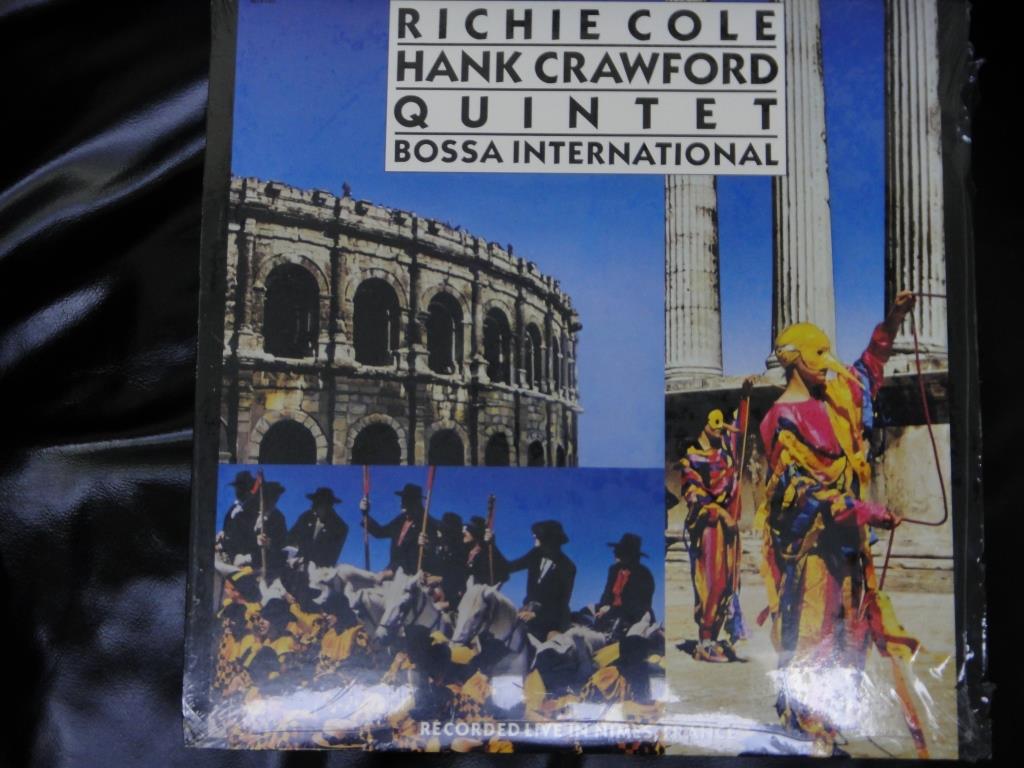 RICHIE COLE
HANK CRAWFORD
QUINTET
BOSSA INTERNATIONAL
RECORDED LIVE IN NIMES, FRANCE